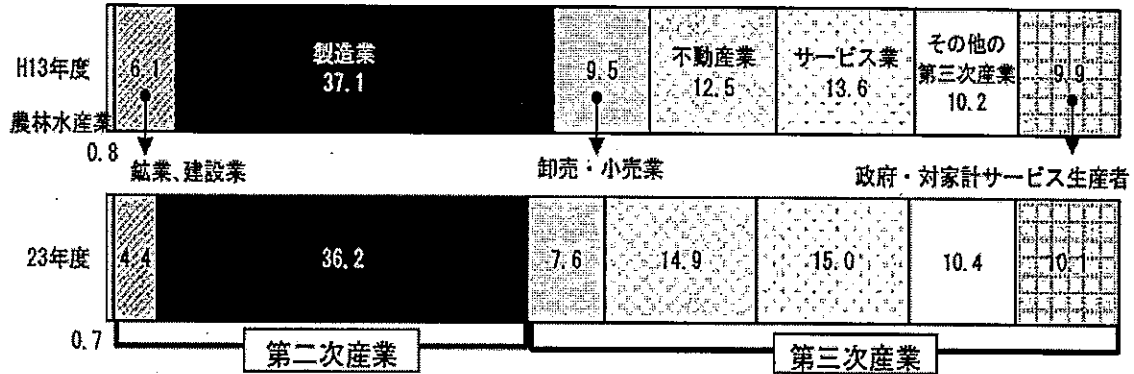 H13年度
農林水産業
0.8
6.1
製造業
37.1
9.5
不動産業
12.5
サービス業
13.6
その他の
第三次産業
10.2
9.9
鉱業、建設業
卸売・小売業
政府・対家計サービス生産者
23年度
0.7
4.4
36.2
7.6
14.9
15.0
10.4
10.1
第二次産業
第三次産業